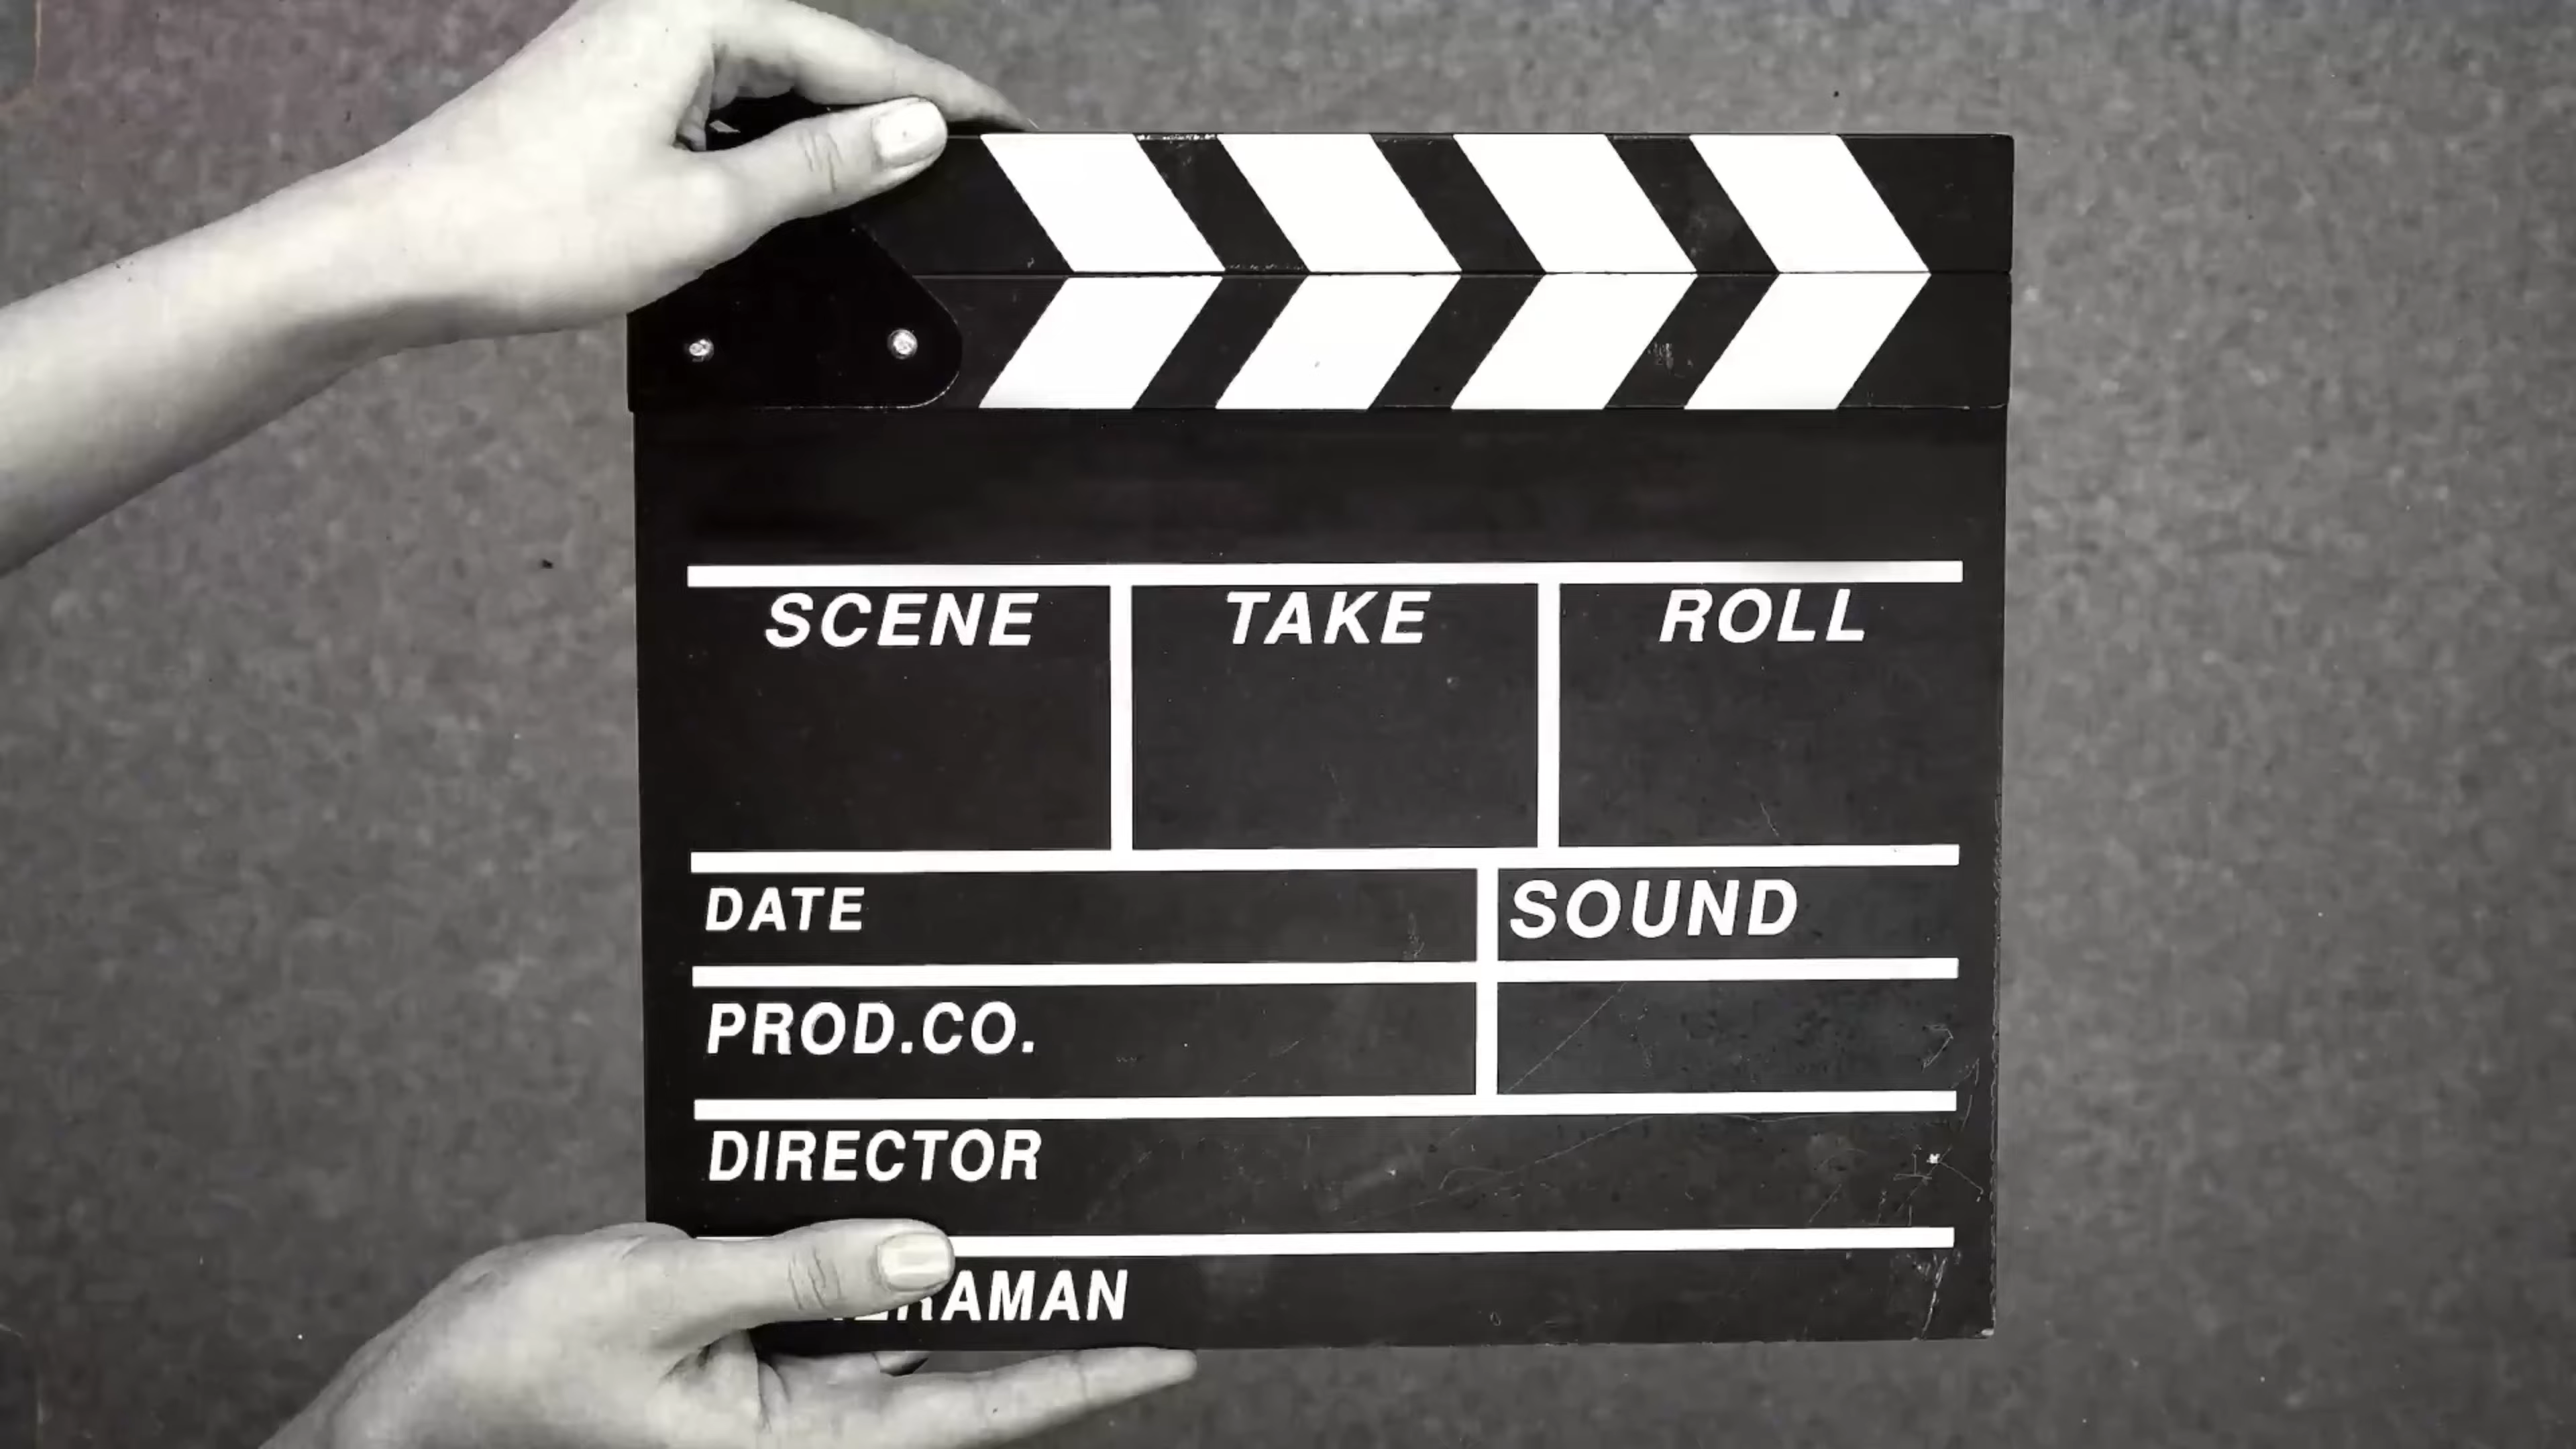 SCENE TAKE ROLL
DATE SOUND
PROD.CO.
DIRECTOR